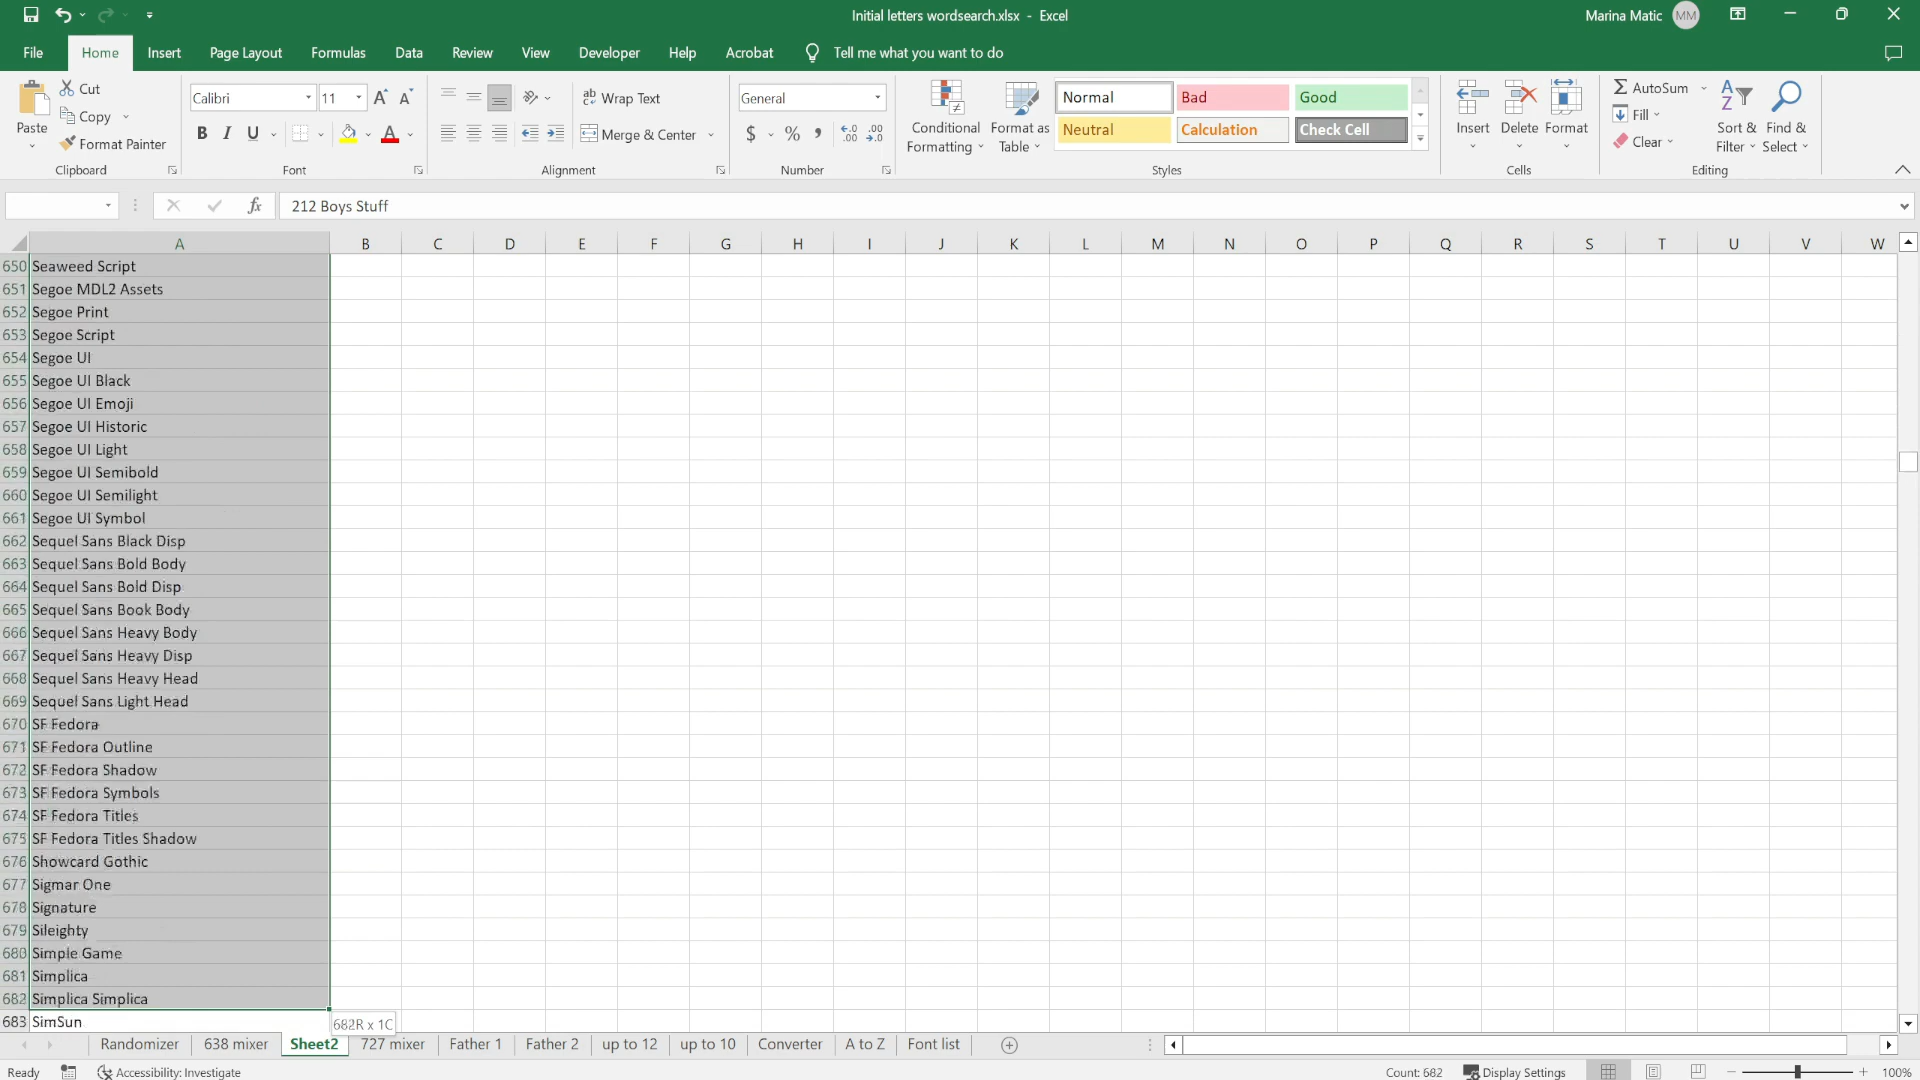 Initial letters wordsearch.xlsx - Excel
Marina Matic MM
File Home Insert Page Layout Formulas Data Review View Developer Help Acrobat Tell me what you want to do
Paste
Cut
Copy
Format Painter
Clipboard
Calibri 11
B I U
Font
Wrap Text
Merge & Center
Alignment
General
$ % ,
Number
Conditional Formatting
Format as Table
Normal Bad Good
Neutral Calculation Check Cell
Styles
Insert Delete Format
Cells
AutoSum
Fill
Clear
Sort & Filter
Find & Select
Editing
fx 212 Boys Stuff
A B C D E F G H I J K L M N O P Q R S T U V W
650 Seaweed Script
651 Segoe MDL2 Assets
652 Segoe Print
653 Segoe Script
654 Segoe UI
655 Segoe UI Black
656 Segoe UI Emoji
657 Segoe UI Historic
658 Segoe UI Light
659 Segoe UI Semibold
660 Segoe UI Semilight
661 Segoe UI Symbol
662 Sequel Sans Black Disp
663 Sequel Sans Bold Body
664 Sequel Sans Bold Disp
665 Sequel Sans Book Body
666 Sequel Sans Heavy Body
667 Sequel Sans Heavy Disp
668 Sequel Sans Heavy Head
669 Sequel Sans Light Head
670 SF Fedora
671 SF Fedora Outline
672 SF Fedora Shadow
673 SF Fedora Symbols
674 SF Fedora Titles
675 SF Fedora Titles Shadow
676 Showcard Gothic
677 Sigmar One
678 Signature
679 Sileighty
680 Simple Game
681 Simplica
682 Simplica Simplica
683 SimSun
682R x 1C
Randomizer 638 mixer Sheet2 727 mixer Father 1 Father 2 up to 12 up to 10 Converter A to Z Font list
Ready Accessibility: Investigate Count: 682 Display Settings 100%